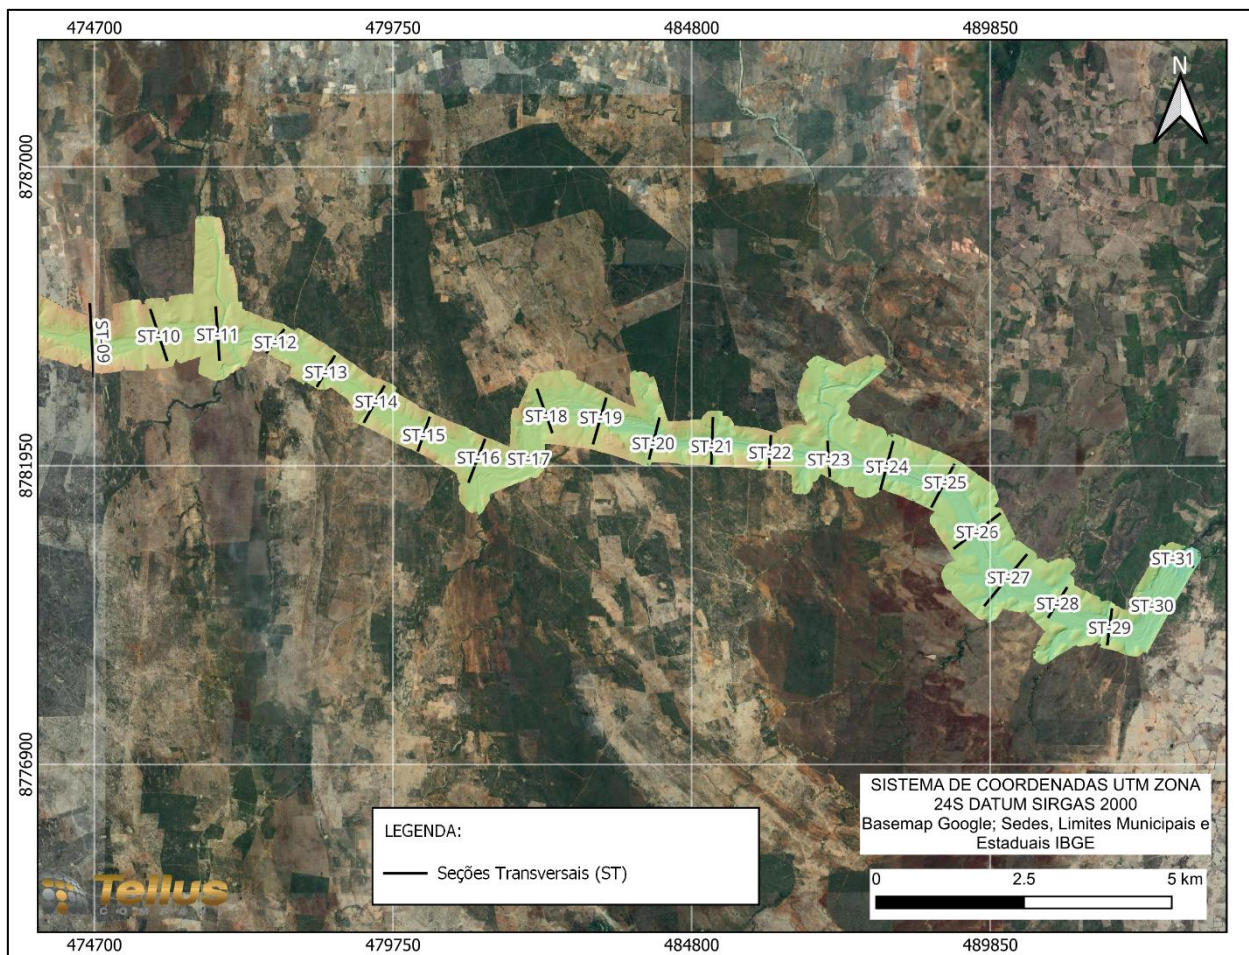 474700
479750
484800
489850
N
8787000
8781950
8776900
8787000
8781950
8776900
ST-09
ST-10
ST-11
ST-12
ST-13
ST-14
ST-15
ST-16
ST-17
ST-18
ST-19
ST-20
ST-21
ST-22
ST-23
ST-24
ST-25
ST-26
ST-27
ST-28
ST-29
ST-30
ST-31
SISTEMA DE COORDENADAS UTM ZONA
24S DATUM SIRGAS 2000
Basemap Google; Sedes, Limites Municipais e
Estaduais IBGE
LEGENDA:
Seções Transversais (ST)
0
2.5
5 km
Tellus
COMPANY
474700
479750
484800
489850